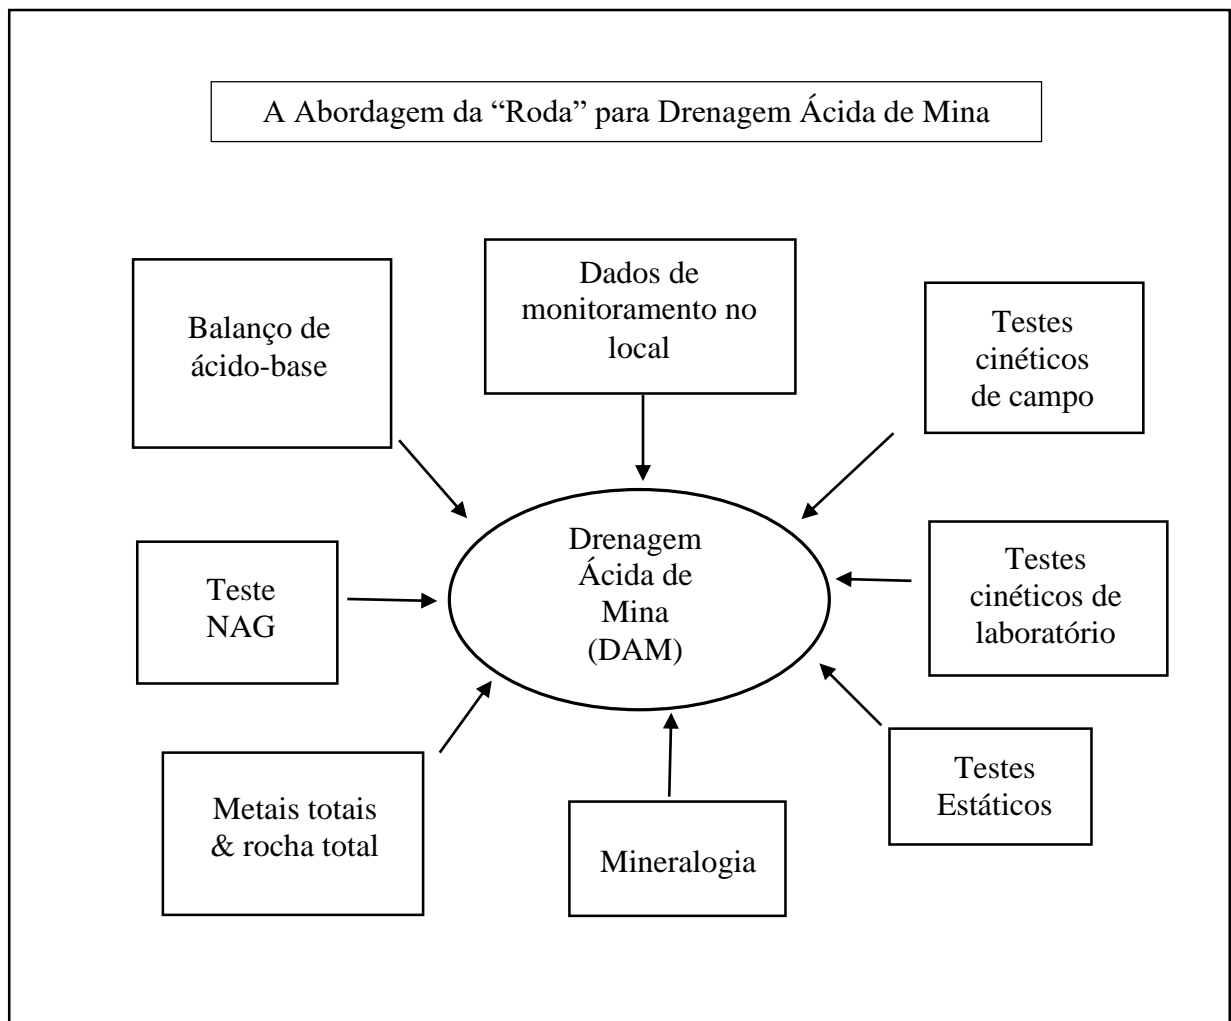 A Abordagem da “Roda” para Drenagem Ácida de Mina
Balanço de
ácido-base
Dados de
monitoramento no
local
Testes
cinéticos
de campo
Teste
NAG
Drenagem
Ácida de
Mina
(DAM)
Testes
cinéticos de
laboratório
Metais totais
& rocha total
Mineralogia
Testes
Estáticos